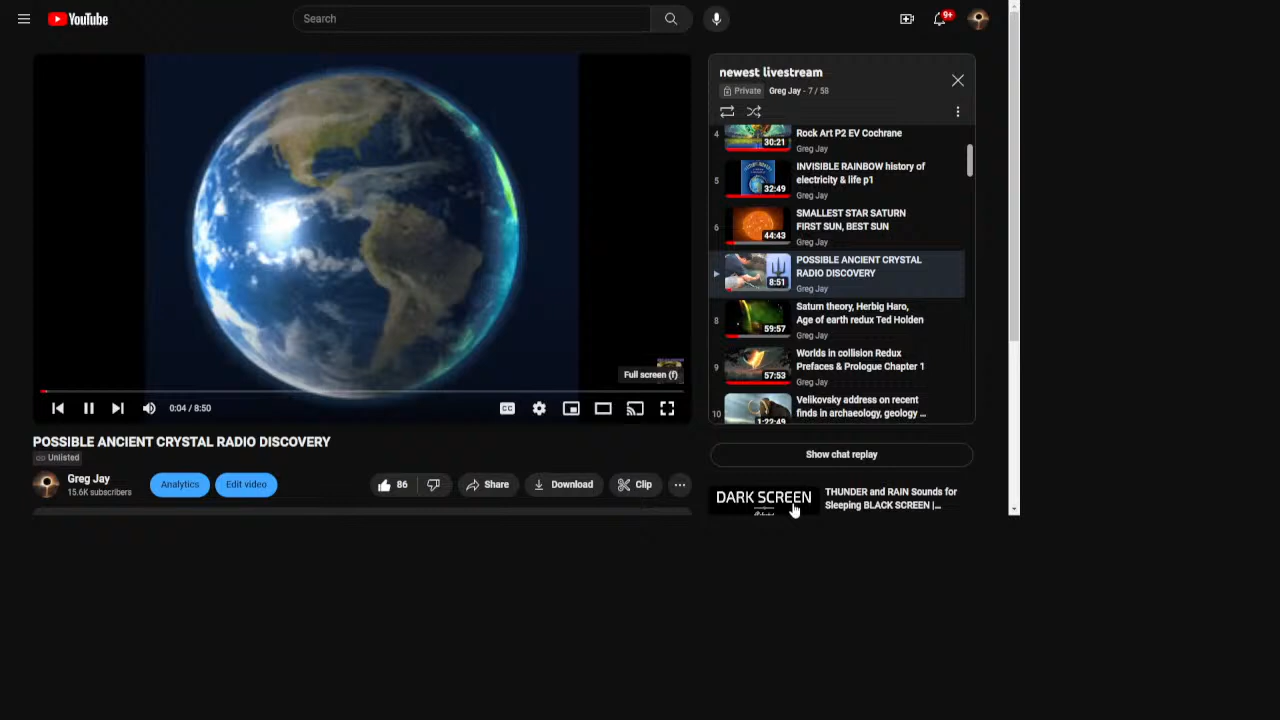 YouTube
Search
9+
Full screen (f)
0:04 / 8:50
CC
POSSIBLE ANCIENT CRYSTAL RADIO DISCOVERY
Unlisted
Greg Jay
15.6K subscribers
Analytics
Edit video
86
Share
Download
Clip
newest livestream
Private
Greg Jay - 7 / 58
4
30:21
Rock Art P2 EV Cochrane
Greg Jay
5
32:49
INVISIBLE RAINBOW history of
electricity & life p1
Greg Jay
6
44:43
SMALLEST STAR SATURN
FIRST SUN, BEST SUN
Greg Jay
8:51
POSSIBLE ANCIENT CRYSTAL
RADIO DISCOVERY
Greg Jay
8
59:57
Saturn theory, Herbig Haro,
Age of earth redux Ted Holden
Greg Jay
9
57:53
Worlds in collision Redux
Prefaces & Prologue Chapter 1
Greg Jay
10
1:22:49
Velikovsky address on recent
finds in archaeology, geology ...
Show chat replay
DARK SCREEN
THUNDER and RAIN Sounds for
Sleeping BLACK SCREEN |...